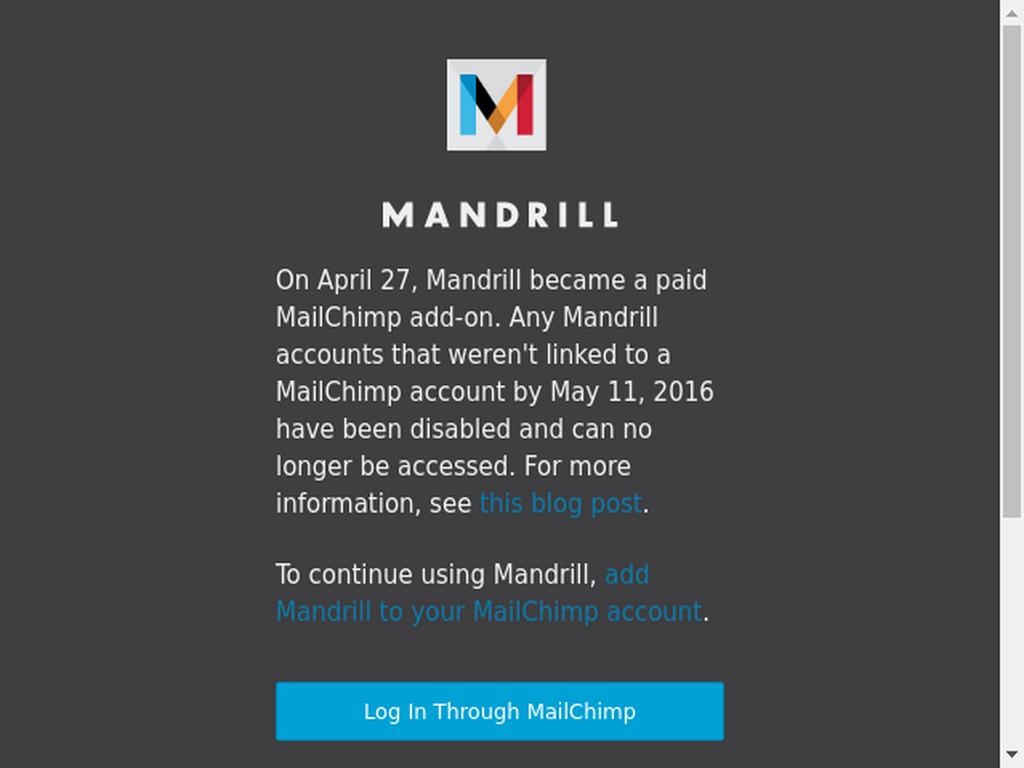 MANDRILL
On April 27, Mandrill became a paid
MailChimp add-on. Any Mandrill
accounts that weren't linked to a
MailChimp account by May 11, 2016
have been disabled and can no
longer be accessed. For more
information, see this blog post.
To continue using Mandrill, add
Mandrill to your MailChimp account.
Log In Through MailChimp